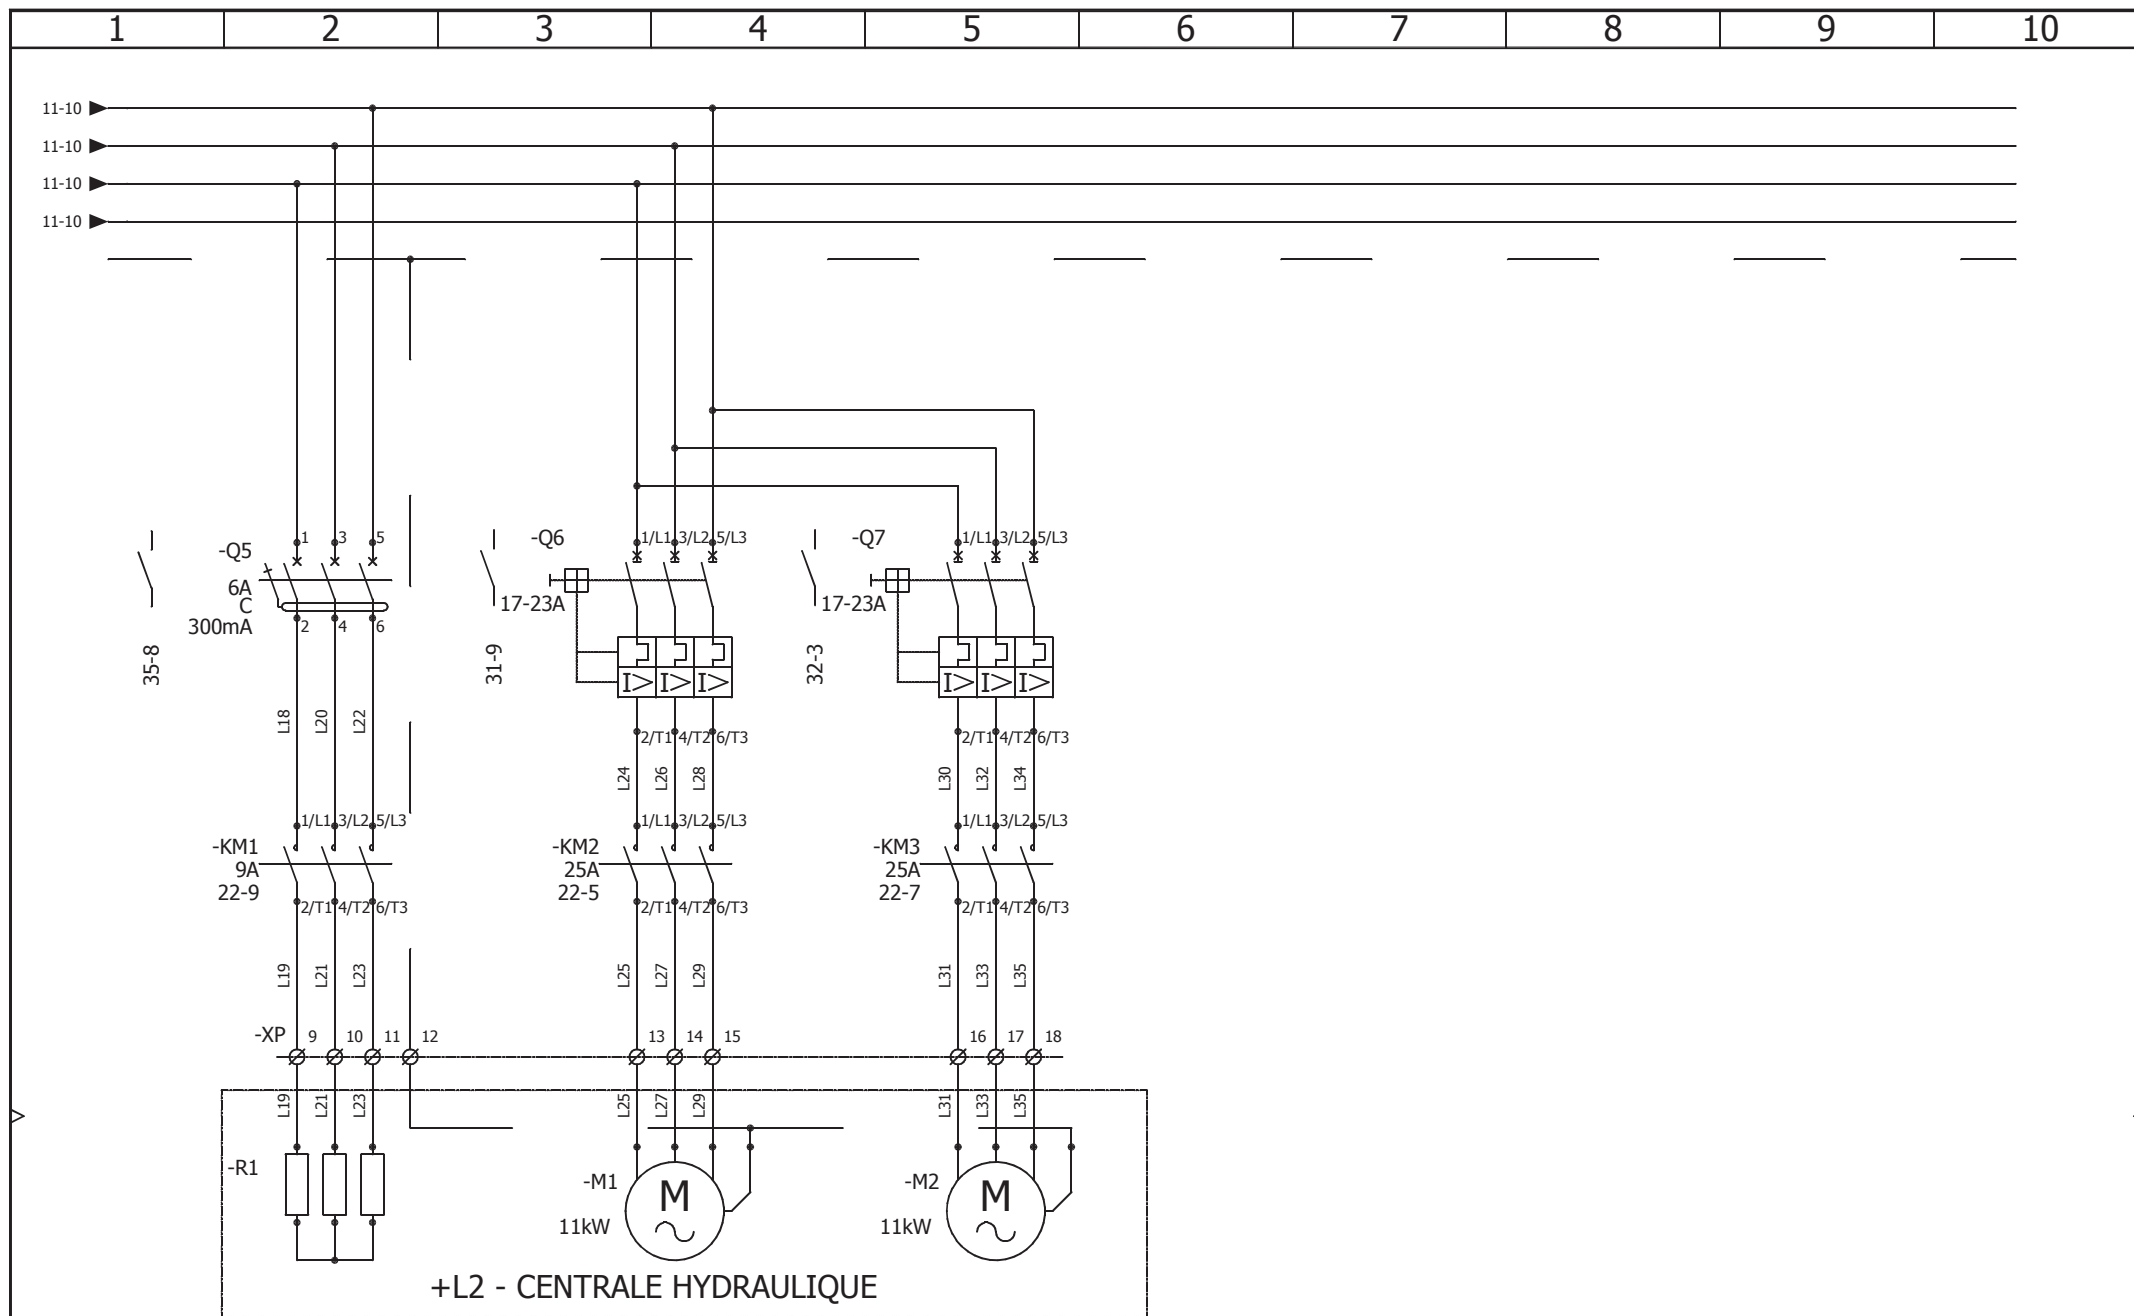 1 2 3 4 5 6 7 8 9 10
11-10
11-10
11-10
11-10
-Q5
6A
C
300mA
1 3 5
2 4 6
35-8
-Q6
17-23A
1/L1 3/L2 5/L3
I> I> I>
2/T1 4/T2 6/T3
31-9
-Q7
17-23A
1/L1 3/L2 5/L3
I> I> I>
2/T1 4/T2 6/T3
32-3
L18 L20 L22
L24 L26 L28
L30 L32 L34
-KM1
9A
22-9
1/L1 3/L2 5/L3
2/T1 4/T2 6/T3
-KM2
25A
22-5
1/L1 3/L2 5/L3
2/T1 4/T2 6/T3
-KM3
25A
22-7
1/L1 3/L2 5/L3
2/T1 4/T2 6/T3
L19 L21 L23
L25 L27 L29
L31 L33 L35
-XP 9 10 11 12 13 14 15 16 17 18
L19 L21 L23
L25 L27 L29
L31 L33 L35
-R1
-M1
11kW
M
-M2
11kW
M
+L2 - CENTRALE HYDRAULIQUE